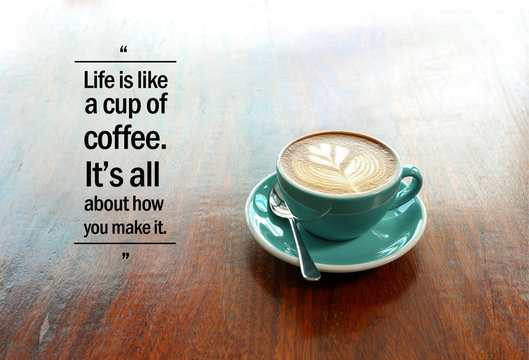 “
Life is like
a cup of
coffee.
It’s all
about how
you make it.
”